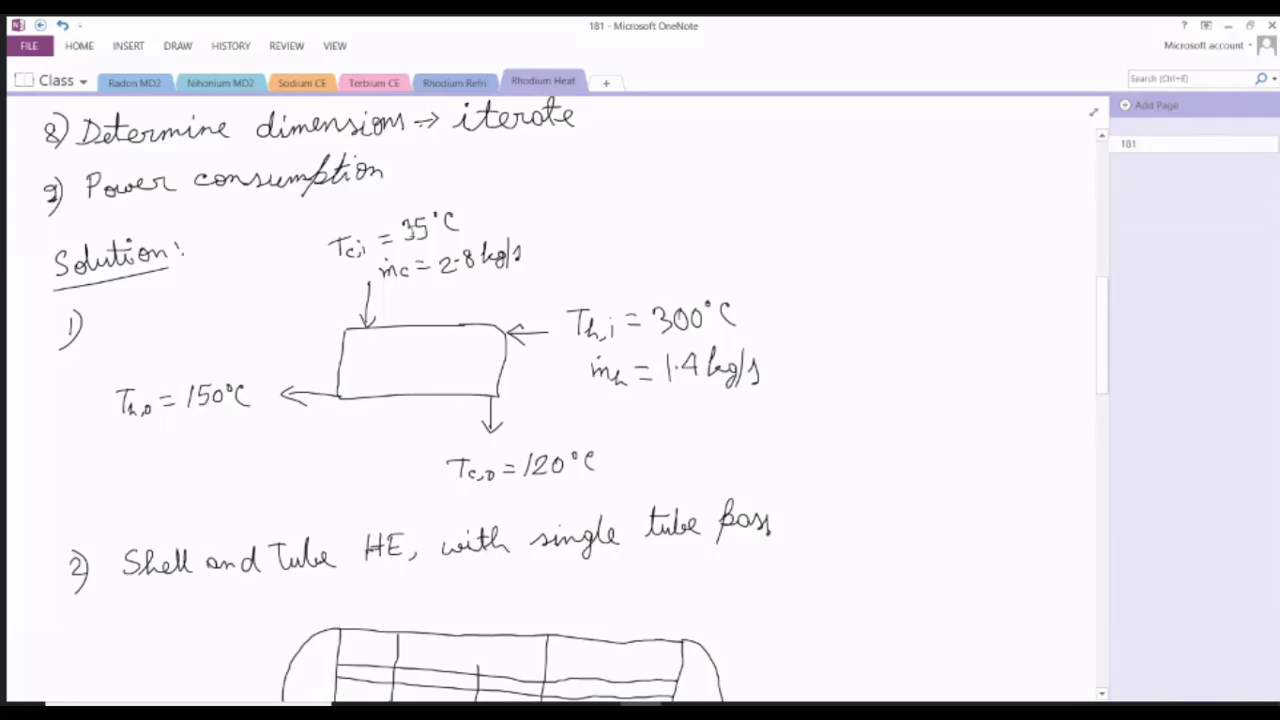 181 - Microsoft OneNote
FILE HOME INSERT DRAW HISTORY REVIEW VIEW
Microsoft account
Class Radon MD2 Nihonium MD2 Sodium CE Terbium CE Rhodium Refri Rhodium Heat +
Search (Ctrl+E)
Add Page
181
8) Determine dimensions → iterate
9) Power consumption
Solution:
1)
Tc,i = 35°C
ṁc = 2.8 kg/s
Th,i = 300°C
ṁh = 1.4 kg/s
Th,o = 150°C
Tc,o = 120°C
2) Shell and Tube HE, with single tube pass